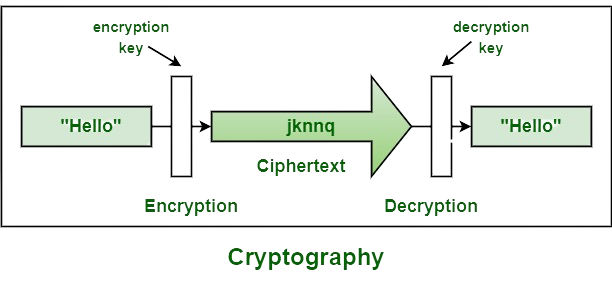 encryption
key
decryption
key
"Hello"
jknnq
"Hello"
Ciphertext
Encryption
Decryption
Cryptography